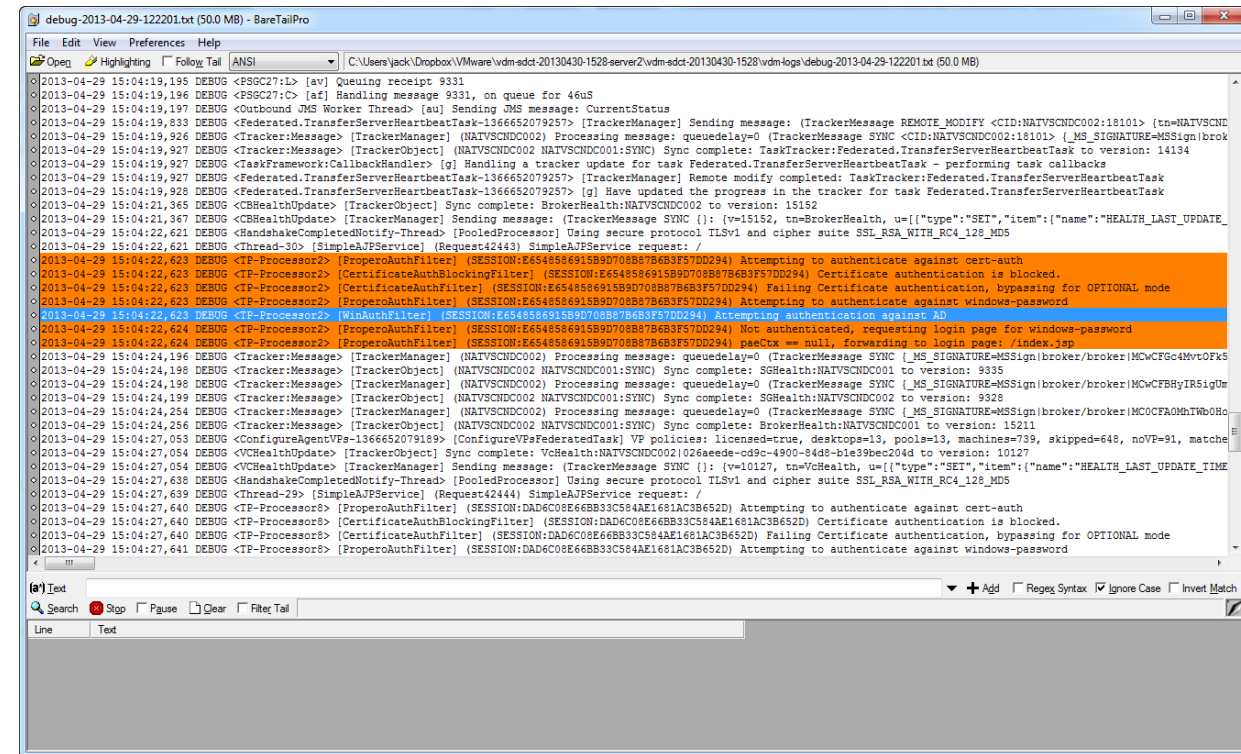 debug-2013-04-29-122201.txt (50.0 MB) - BareTailPro
File Edit View Preferences Help
Open Highlighting Follow Tail ANSI C:\Users\jack\Dropbox\VMware\vdm-sdct-20130430-1528-server2\vdm-sdct-20130430-1528\vdm-logs\debug-2013-04-29-122201.txt (50.0 MB)
2013-04-29 15:04:19,195 DEBUG <PSGC27:L> [av] Queuing receipt 9331
2013-04-29 15:04:19,196 DEBUG <PSGC27:C> [af] Handling message 9331, on queue for 46uS
2013-04-29 15:04:19,197 DEBUG <Outbound JMS Worker Thread> [au] Sending JMS message: CurrentStatus
2013-04-29 15:04:19,833 DEBUG <Federated.TransferServerHeartbeatTask-1366652079257> [TrackerManager] Sending message: (TrackerMessage REMOTE_MODIFY <CID:NATVSCNDC002:18101> {tn=NATVSCND
2013-04-29 15:04:19,926 DEBUG <Tracker:Message> [TrackerManager] (NATVSCNDC002) Processing message: queuedelay=0 (TrackerMessage SYNC <CID:NATVSCNDC002:18101> {_MS_SIGNATURE=MSSign|brok
2013-04-29 15:04:19,927 DEBUG <Tracker:Message> [TrackerObject] (NATVSCNDC002 NATVSCNDC001:SYNC) Sync complete: TaskTracker:Federated.TransferServerHeartbeatTask to version: 14134
2013-04-29 15:04:19,927 DEBUG <TaskFramework:CallbackHandler> [g] Handling a tracker update for task Federated.TransferServerHeartbeatTask - performing task callbacks
2013-04-29 15:04:19,927 DEBUG <Federated.TransferServerHeartbeatTask-1366652079257> [TrackerManager] Remote modify completed: TaskTracker:Federated.TransferServerHeartbeatTask
2013-04-29 15:04:19,928 DEBUG <Federated.TransferServerHeartbeatTask-1366652079257> [g] Have updated the progress in the tracker for task Federated.TransferServerHeartbeatTask
2013-04-29 15:04:21,365 DEBUG <CBHealthUpdate> [TrackerObject] Sync complete: BrokerHealth:NATVSCNDC002 to version: 15152
2013-04-29 15:04:21,367 DEBUG <CBHealthUpdate> [TrackerManager] Sending message: (TrackerMessage SYNC {}: {v=15152, tn=BrokerHealth, u=[{"type":"SET","item":{"name":"HEALTH_LAST_UPDATE_
2013-04-29 15:04:22,621 DEBUG <HandshakeCompletedNotify-Thread> [PooledProcessor] Using secure protocol TLSv1 and cipher suite SSL_RSA_WITH_RC4_128_MD5
2013-04-29 15:04:22,621 DEBUG <Thread-30> [SimpleAJPService] (Request42443) SimpleAJPService request: /
2013-04-29 15:04:22,623 DEBUG <TP-Processor2> [ProperoAuthFilter] (SESSION:E6548586915B9D708B87B6B3F57DD294) Attempting to authenticate against cert-auth
2013-04-29 15:04:22,623 DEBUG <TP-Processor2> [CertificateAuthBlockingFilter] (SESSION:E6548586915B9D708B87B6B3F57DD294) Certificate authentication is blocked.
2013-04-29 15:04:22,623 DEBUG <TP-Processor2> [CertificateAuthFilter] (SESSION:E6548586915B9D708B87B6B3F57DD294) Failing Certificate authentication, bypassing for OPTIONAL mode
2013-04-29 15:04:22,623 DEBUG <TP-Processor2> [ProperoAuthFilter] (SESSION:E6548586915B9D708B87B6B3F57DD294) Attempting to authenticate against windows-password
2013-04-29 15:04:22,623 DEBUG <TP-Processor2> [WinAuthFilter] (SESSION:E6548586915B9D708B87B6B3F57DD294) Attempting authentication against AD
2013-04-29 15:04:22,624 DEBUG <TP-Processor2> [ProperoAuthFilter] (SESSION:E6548586915B9D708B87B6B3F57DD294) Not authenticated, requesting login page for windows-password
2013-04-29 15:04:22,624 DEBUG <TP-Processor2> [ProperoAuthFilter] (SESSION:E6548586915B9D708B87B6B3F57DD294) paeCtx == null, forwarding to login page: /index.jsp
2013-04-29 15:04:24,196 DEBUG <Tracker:Message> [TrackerManager] (NATVSCNDC002) Processing message: queuedelay=0 (TrackerMessage SYNC {_MS_SIGNATURE=MSSign|broker/broker|MCwCFGc4MvtOFk5
2013-04-29 15:04:24,198 DEBUG <Tracker:Message> [TrackerObject] (NATVSCNDC002 NATVSCNDC001:SYNC) Sync complete: SGHealth:NATVSCNDC001 to version: 9335
2013-04-29 15:04:24,198 DEBUG <Tracker:Message> [TrackerManager] (NATVSCNDC002) Processing message: queuedelay=0 (TrackerMessage SYNC {_MS_SIGNATURE=MSSign|broker/broker|MCwCFBHyIR5igUm
2013-04-29 15:04:24,199 DEBUG <Tracker:Message> [TrackerObject] (NATVSCNDC002 NATVSCNDC001:SYNC) Sync complete: SGHealth:NATVSCNDC002 to version: 9328
2013-04-29 15:04:24,254 DEBUG <Tracker:Message> [TrackerManager] (NATVSCNDC002) Processing message: queuedelay=0 (TrackerMessage SYNC {_MS_SIGNATURE=MSSign|broker/broker|MC0CFA0MhTWb0Ho
2013-04-29 15:04:24,256 DEBUG <Tracker:Message> [TrackerObject] (NATVSCNDC002 NATVSCNDC001:SYNC) Sync complete: BrokerHealth:NATVSCNDC001 to version: 15211
2013-04-29 15:04:27,053 DEBUG <ConfigureAgentVPs-1366652079189> [ConfigureVPsFederatedTask] VP policies: licensed=true, desktops=13, pools=13, machines=739, skipped=648, noVP=91, matche
2013-04-29 15:04:27,054 DEBUG <VCHealthUpdate> [TrackerObject] Sync complete: VcHealth:NATVSCNDC002|026aeede-cd9c-4900-84d8-b1e39bec204d to version: 10127
2013-04-29 15:04:27,054 DEBUG <VCHealthUpdate> [TrackerManager] Sending message: (TrackerMessage SYNC {}: {v=10127, tn=VcHealth, u=[{"type":"SET","item":{"name":"HEALTH_LAST_UPDATE_TIME
2013-04-29 15:04:27,638 DEBUG <HandshakeCompletedNotify-Thread> [PooledProcessor] Using secure protocol TLSv1 and cipher suite SSL_RSA_WITH_RC4_128_MD5
2013-04-29 15:04:27,639 DEBUG <Thread-29> [SimpleAJPService] (Request42444) SimpleAJPService request: /
2013-04-29 15:04:27,640 DEBUG <TP-Processor8> [ProperoAuthFilter] (SESSION:DAD6C08E66BB33C584AE1681AC3B652D) Attempting to authenticate against cert-auth
2013-04-29 15:04:27,640 DEBUG <TP-Processor8> [CertificateAuthBlockingFilter] (SESSION:DAD6C08E66BB33C584AE1681AC3B652D) Certificate authentication is blocked.
2013-04-29 15:04:27,640 DEBUG <TP-Processor8> [CertificateAuthFilter] (SESSION:DAD6C08E66BB33C584AE1681AC3B652D) Failing Certificate authentication, bypassing for OPTIONAL mode
2013-04-29 15:04:27,641 DEBUG <TP-Processor8> [ProperoAuthFilter] (SESSION:DAD6C08E66BB33C584AE1681AC3B652D) Attempting to authenticate against windows-password
(a*) Text Add Regex Syntax Ignore Case Invert Match
Search Stop Pause Clear Filter Tail
Line Text